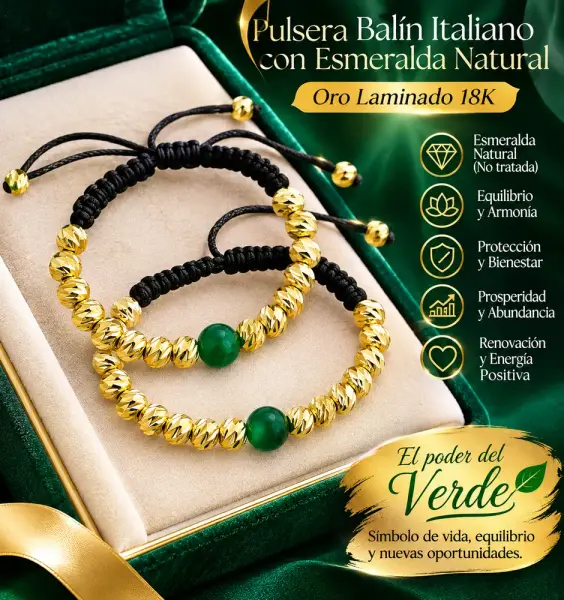 Pulsera Balín Italiano
con Esmeralda Natural
Oro Laminado 18K
Esmeralda
Natural
(No tratada)
Equilibrio
y Armonía
Protección
y Bienestar
Prosperidad
y Abundancia
Renovación
y Energía
Positiva
El poder del
Verde
Símbolo de vida, equilibrio
y nuevas oportunidades.